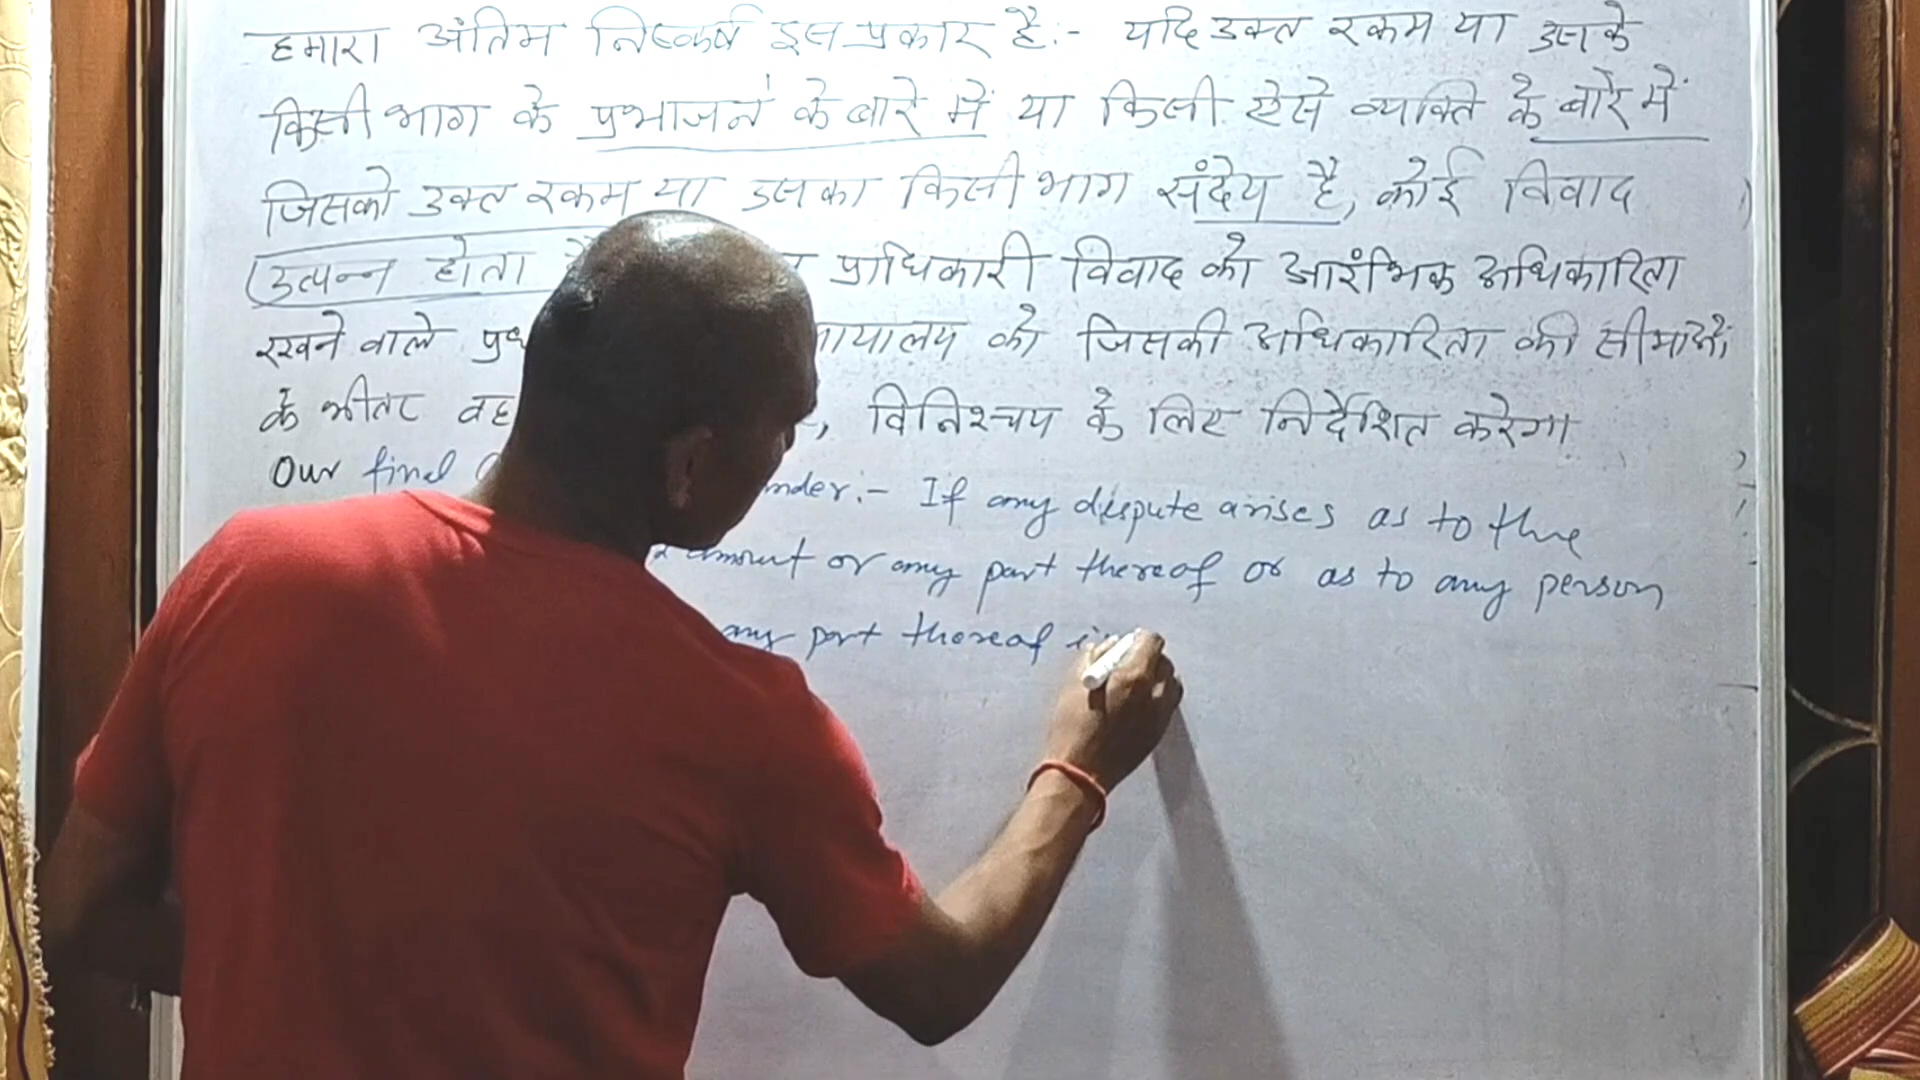 हमारा अंतिम निष्कर्ष इस प्रकार है:- यदि उक्त रकम या उसके
किसी भाग के प्रभाजन के बारे में या किसी ऐसे व्यक्ति के बारे में
जिसको उक्त रकम या उसका किसी भाग संदेय है, कोई विवाद
उत्पन्न होता प्राधिकारी विवाद को आरंभिक अधिकारिता
रखने वाले को जिसकी अधिकारिता की सीमाओं
के भीतर वह , विनिश्चय के लिए निर्देशित करेगा
Our final under:- If any dispute arises as to the
amount or any part thereof or as to any person
any part thereof